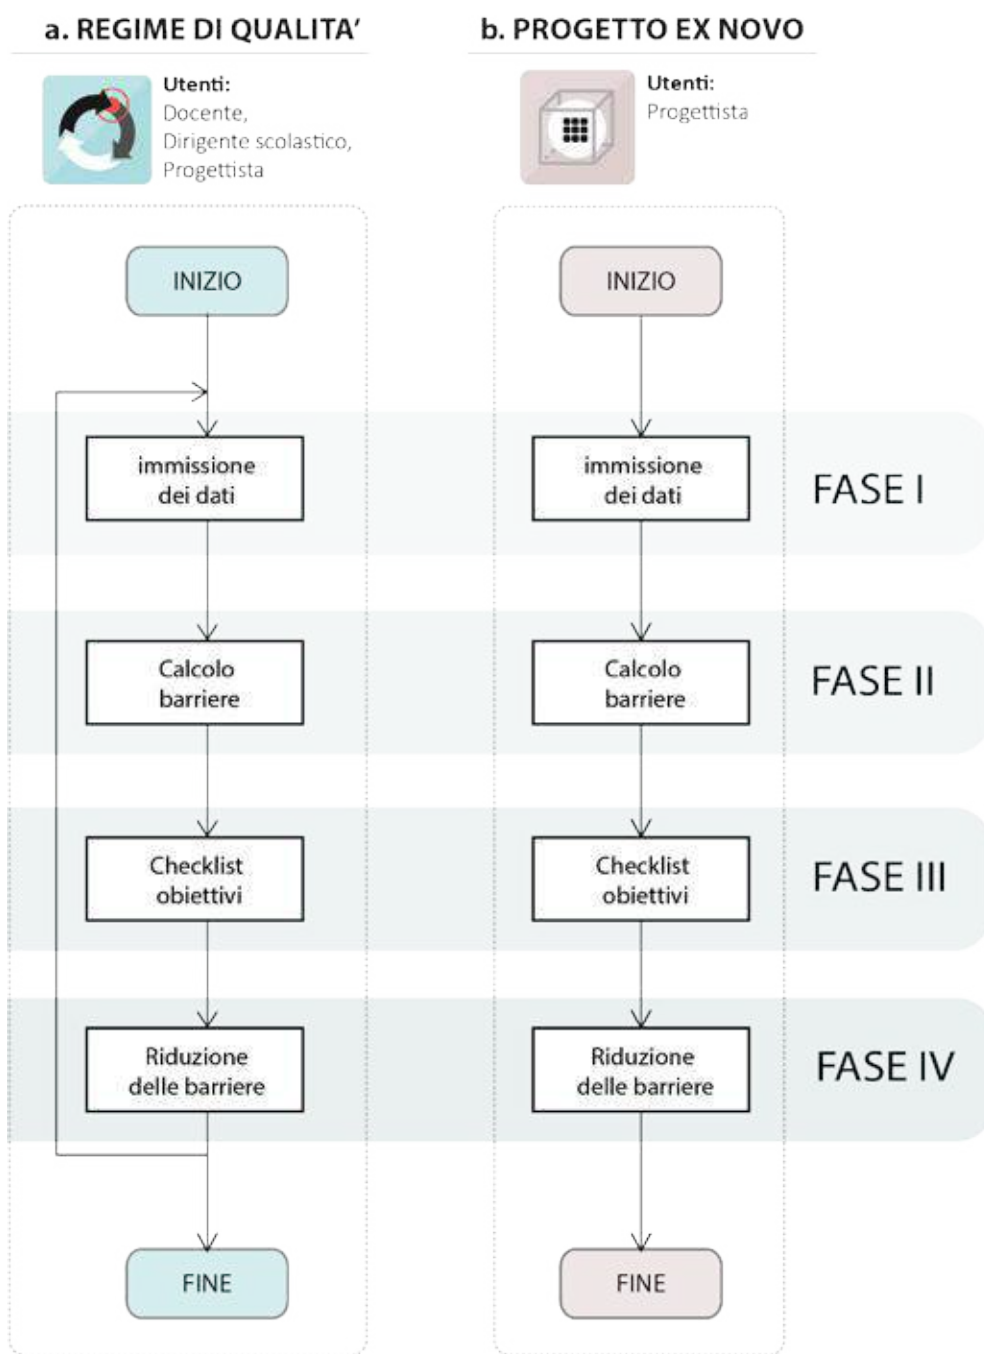 a. REGIME DI QUALITA'
Utenti:
Docente,
Dirigente scolastico,
Progettista
b. PROGETTO EX NOVO
Utenti:
Progettista
INIZIO
INIZIO
immissione
dei dati
immissione
dei dati
FASE I
Calcolo
barriere
Calcolo
barriere
FASE II
Checklist
obiettivi
Checklist
obiettivi
FASE III
Riduzione
delle barriere
Riduzione
delle barriere
FASE IV
FINE
FINE